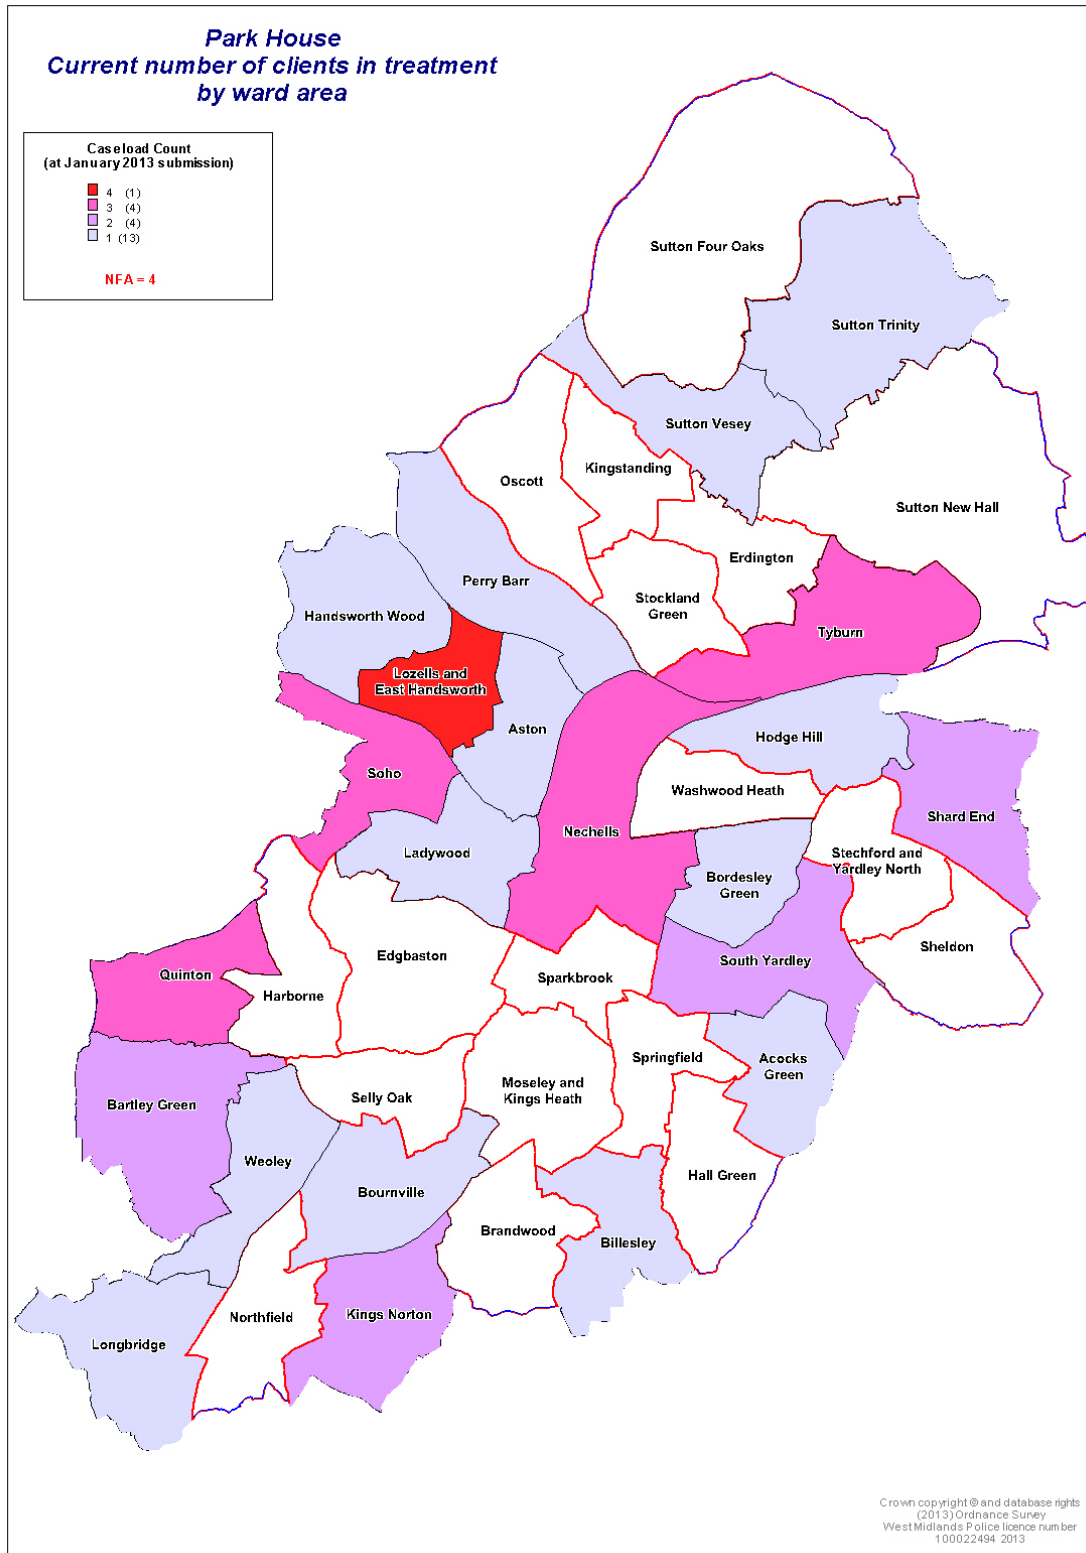 Park House
Current number of clients in treatment
by ward area
Caseload Count
(at January 2013 submission)
4 (1)
3 (4)
2 (4)
1 (13)
NFA = 4
Sutton Four Oaks
Sutton Trinity
Sutton Vesey
Kingstanding
Oscott
Sutton New Hall
Erdington
Perry Barr
Stockland
Green
Handsworth Wood
Tyburn
Lozells and
East Handsworth
Aston
Hodge Hill
Soho
Washwood Heath
Shard End
Nechells
Ladywood
Stechford and
Yardley North
Bordesley
Green
Edgbaston
Sheldon
South Yardley
Quinton
Sparkbrook
Harborne
Springfield
Acocks
Green
Moseley and
Kings Heath
Selly Oak
Bartley Green
Weoley
Hall Green
Bournville
Brandwood
Billesley
Northfield
Kings Norton
Longbridge
Crown copyright © and database rights
(2013) Ordnance Survey
West Midlands Police licence number
100022494 2013